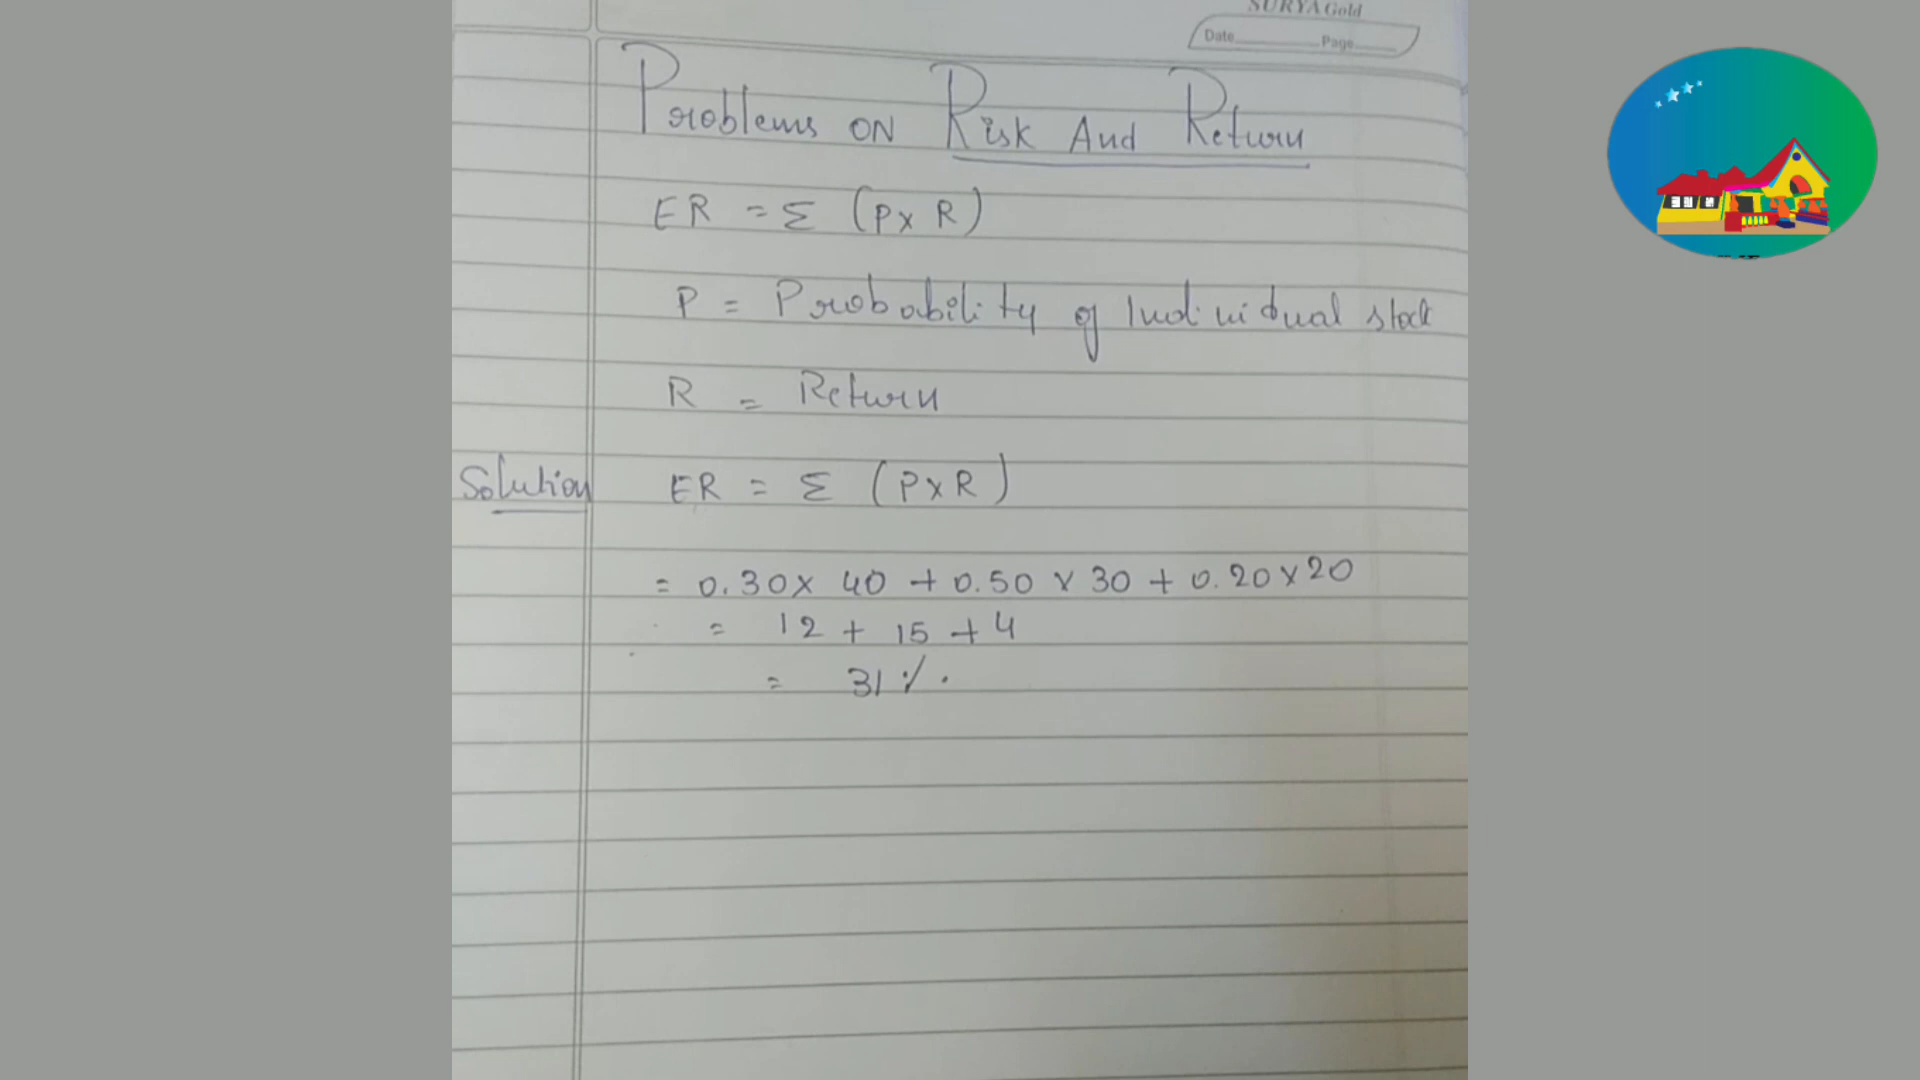 SURYA Gold
Date Page
Problems ON Risk And Return
ER = Σ (P x R)
P = Probability of Individual stock
R = Return
Solution ER = Σ (P x R)
= 0.30 x 40 + 0.50 x 30 + 0.20 x 20
= 12 + 15 + 4
= 31 %.